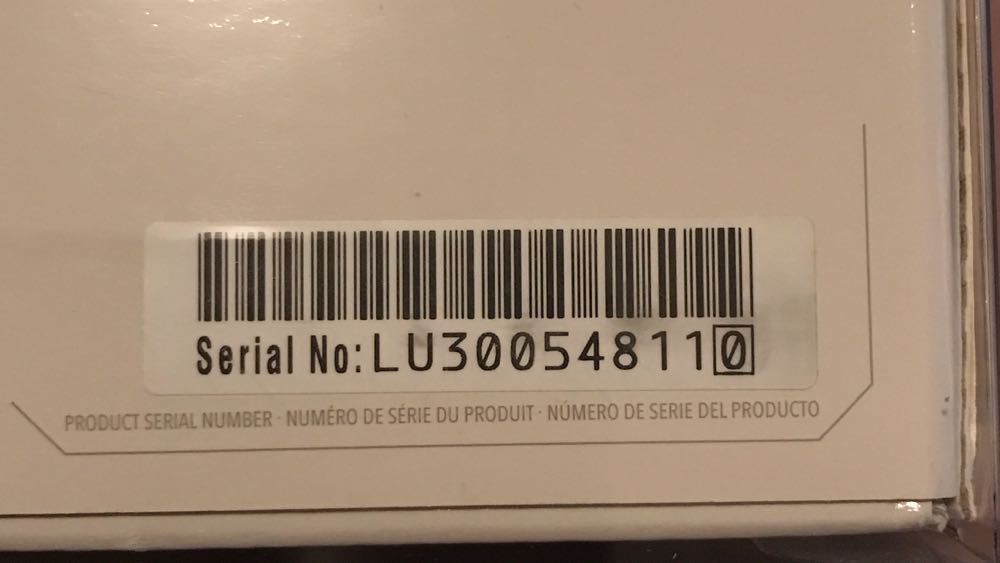 Serial No:LU300548110
PRODUCT SERIAL NUMBER · NUMÉRO DE SÉRIE DU PRODUIT · NÚMERO DE SERIE DEL PRODUCTO